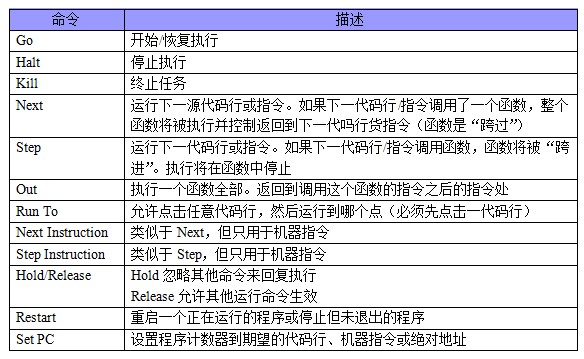 命令 描述
Go 开始/恢复执行
Halt 停止执行
Kill 终止任务
Next 运行下一源代码行或指令。如果下一代码行/指令调用了一个函数，整个
函数将被执行并控制返回到下一代吗行货指令（函数是“跨过”）
Step 运行下一代码行或指令。如果下一代码行/指令调用函数，函数将被“跨
进”。执行将在函数中停止
Out 执行一个函数全部。返回到调用这个函数的指令之后的指令处
Run To 允许点击任意代码行，然后运行到哪个点（必须先点击一代码行）
Next Instruction 类似于 Next，但只用于机器指令
Step Instruction 类似于 Step，但只用于机器指令
Hold/Release Hold 忽略其他命令来回复执行
Release 允许其他运行命令生效
Restart 重启一个正在运行的程序或停止但未退出的程序
Set PC 设置程序计数器到期望的代码行、机器指令或绝对地址